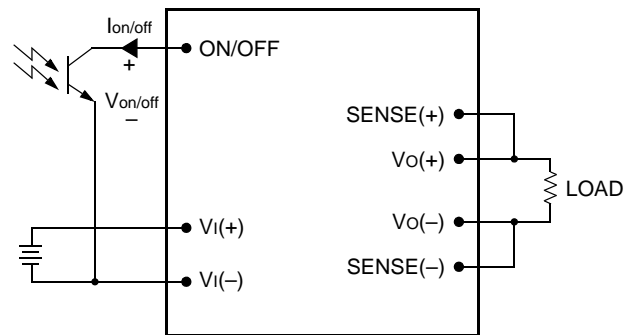 Ion/off
ON/OFF
+
Von/off
–
SENSE(+)
VO(+)
LOAD
VI(+)
VO(–)
SENSE(–)
VI(–)